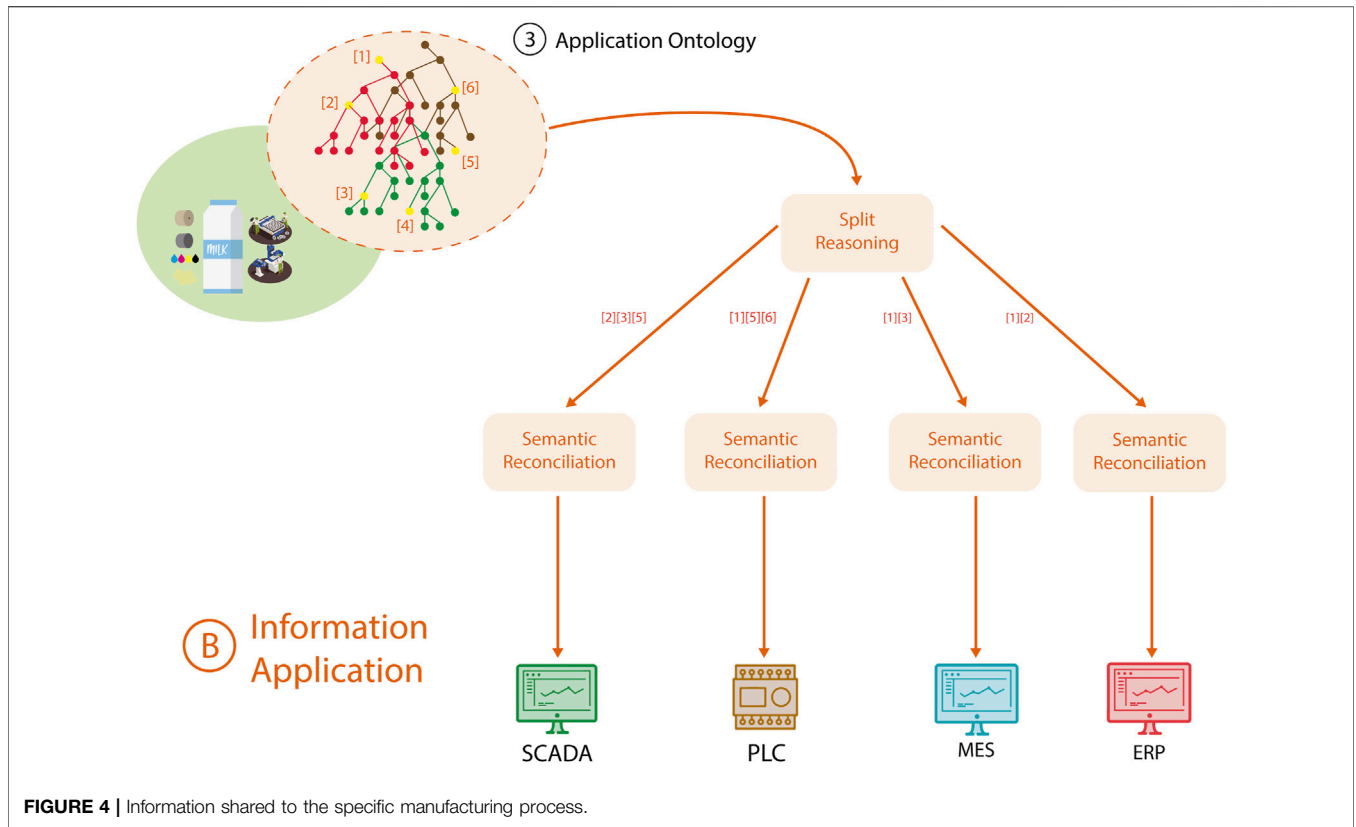 3 Application Ontology
[1]
[6]
[2]
[5]
[3]
[4]
MILK
Split
Reasoning
[2][3][5]
[1][5][6]
[1][3]
[1][2]
Semantic
Reconciliation
Semantic
Reconciliation
Semantic
Reconciliation
Semantic
Reconciliation
B Information
Application
SCADA
PLC
MES
ERP
FIGURE 4 | Information shared to the specific manufacturing process.